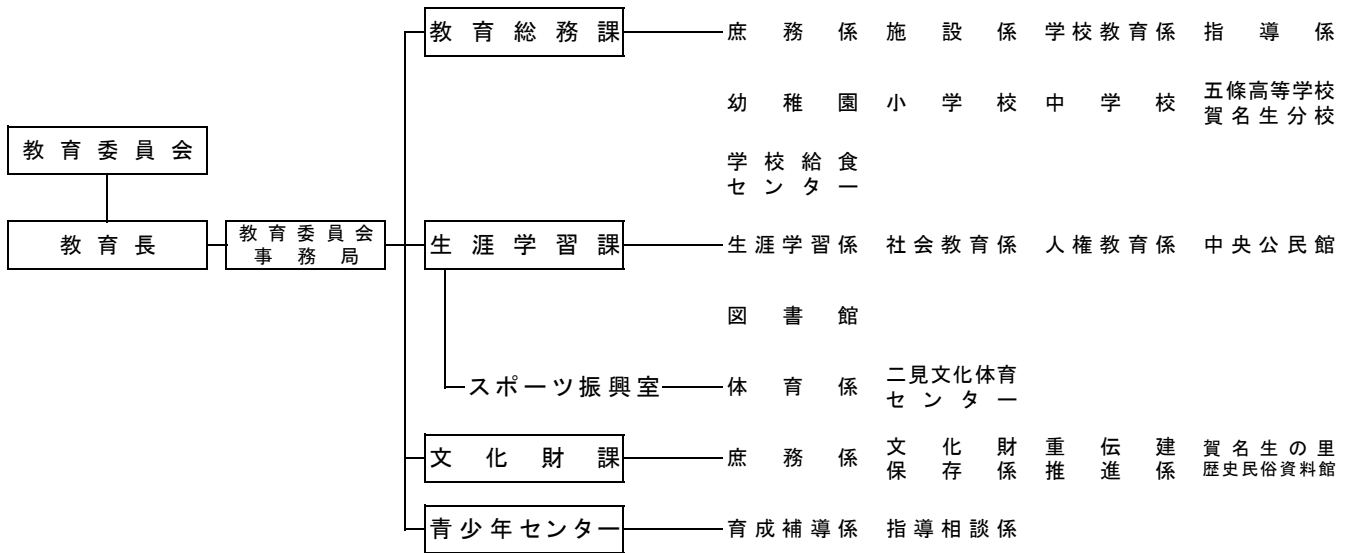 教育総務課 庶務係 施設係 学校教育係 指導係
幼稚園 小学校 中学校 五條高等学校
賀名生分校
教育委員会
学校給食
センター
教育長 教育委員会
事務局
生涯学習課 生涯学習係 社会教育係 人権教育係 中央公民館
図書館
スポーツ振興室 体育係 二見文化体育
センター
文化財課 庶務係 文化財
保存係
重伝建
推進係
賀名生の里
歴史民俗資料館
青少年センター 育成補導係 指導相談係